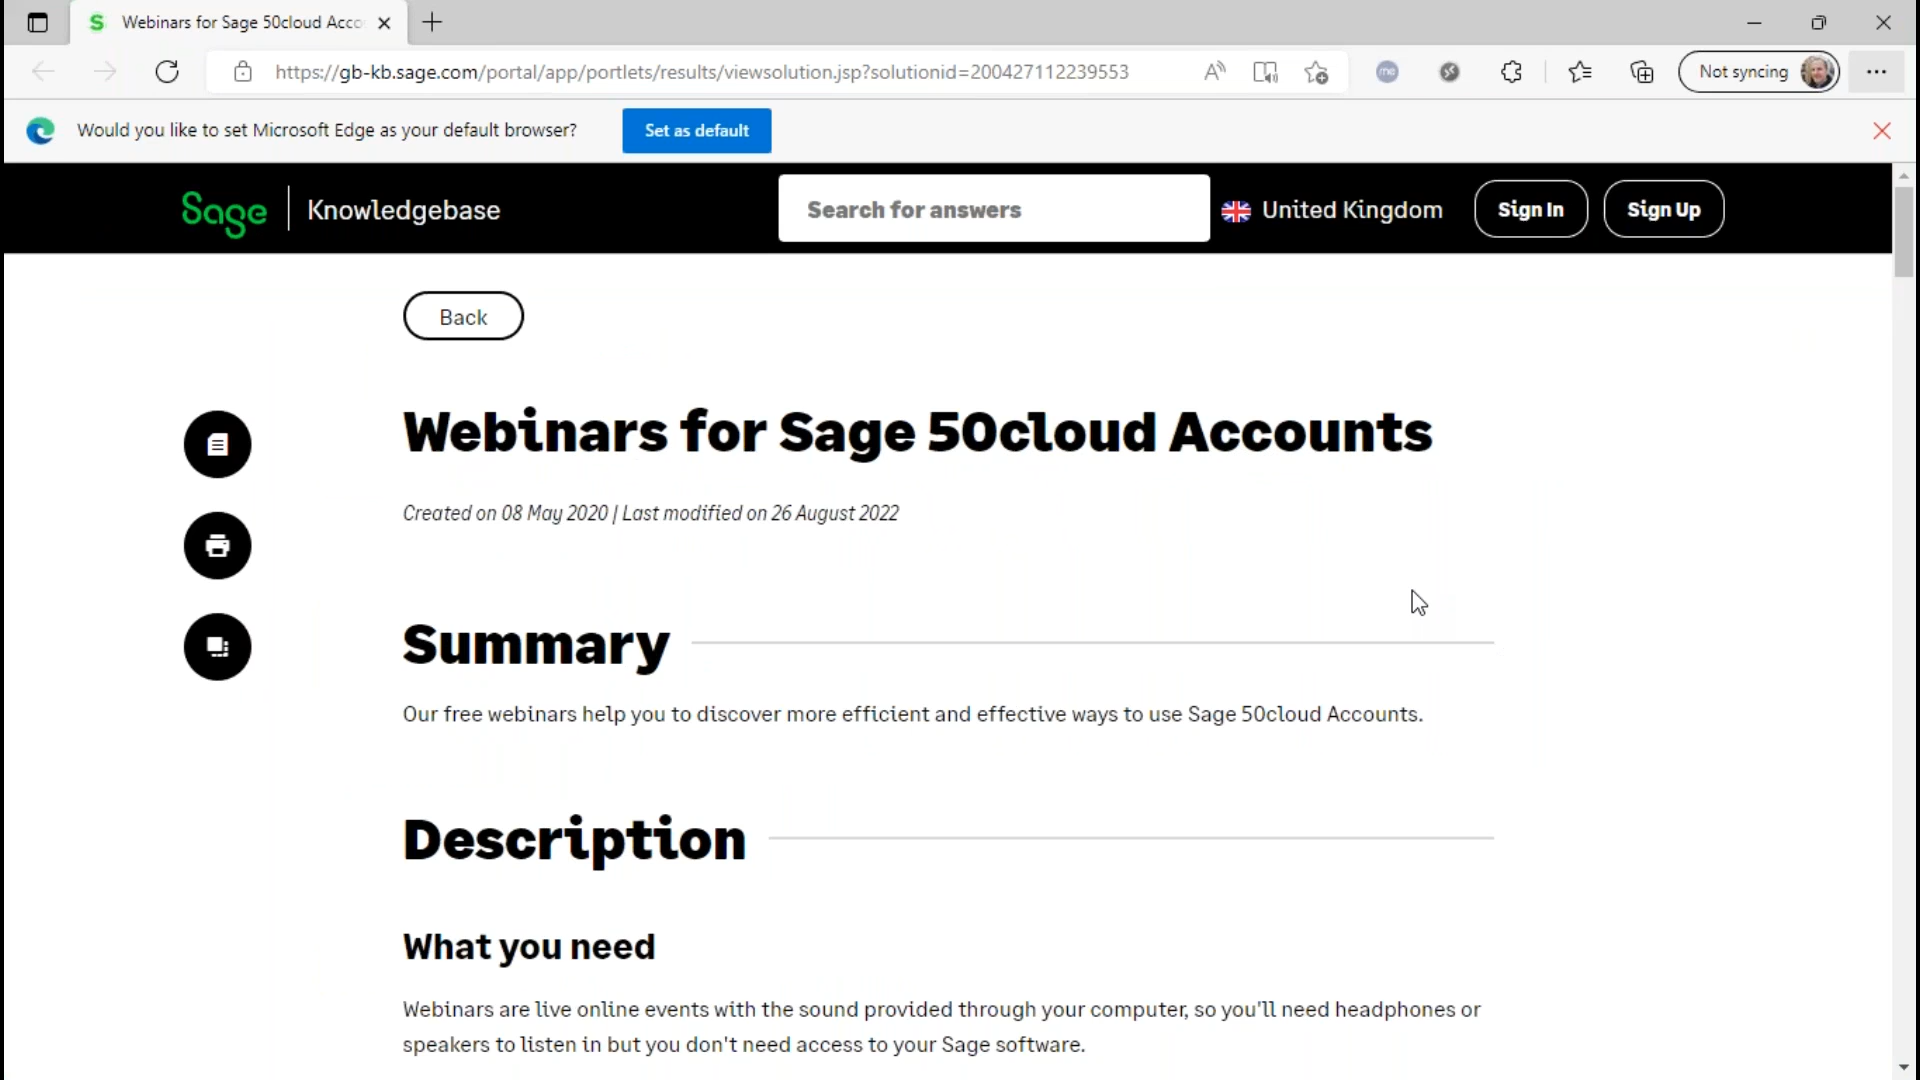 Webinars for Sage 50cloud Acco
https://gb-kb.sage.com/portal/app/portlets/results/viewsolution.jsp?solutionid=200427112239553
Not syncing
Would you like to set Microsoft Edge as your default browser?
Set as default
Sage
Knowledgebase
Search for answers
United Kingdom
Sign In
Sign Up
Back
Webinars for Sage 50cloud Accounts
Created on 08 May 2020 | Last modified on 26 August 2022
Summary
Our free webinars help you to discover more efficient and effective ways to use Sage 50cloud Accounts.
Description
What you need
Webinars are live online events with the sound provided through your computer, so you'll need headphones or
speakers to listen in but you don't need access to your Sage software.